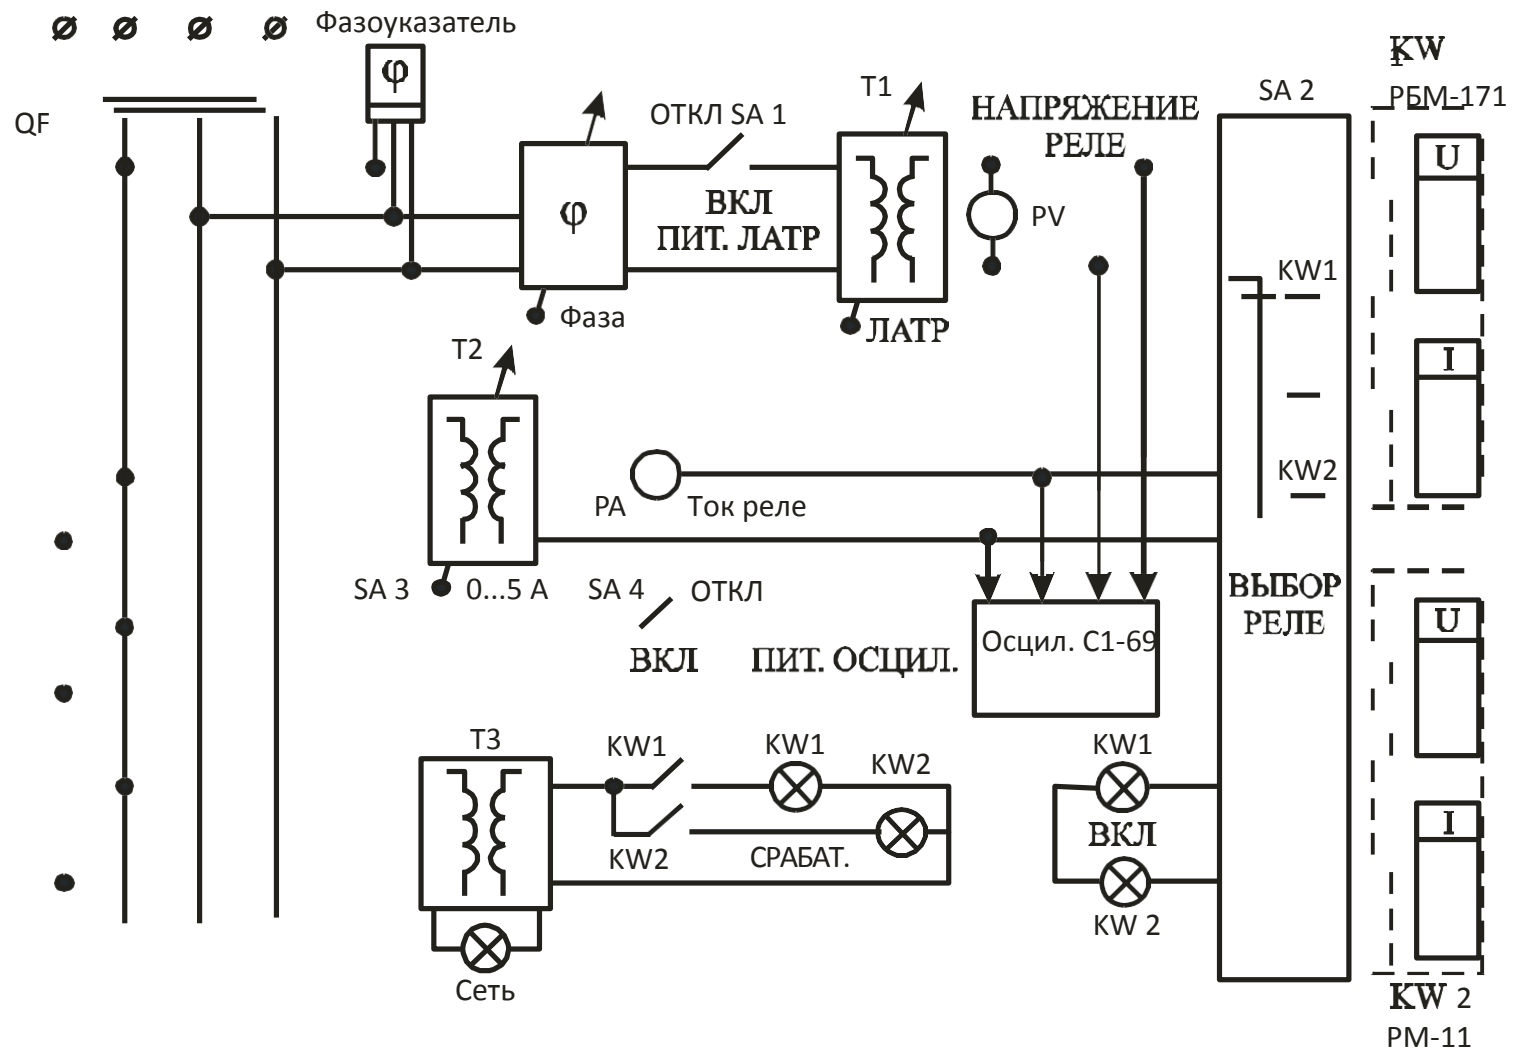 Фазоуказатель
φ
QF
T1
ОТКЛ SA 1
φ
ВКЛ
ПИТ. ЛАТР
Фаза
ЛАТР
НАПРЯЖЕНИЕ
РЕЛЕ
PV
SA 2
KW
1
РБМ-171
U
KW1
I
KW2
T2
PA
Ток реле
SA 3
0...5 А
SA 4
ОТКЛ
ВКЛ
ПИТ. ОСЦИЛ.
Осцил. С1-69
ВЫБОР
РЕЛЕ
U
I
T3
KW1
KW1
KW2
KW2
СРАБАТ.
KW1
ВКЛ
KW 2
Сеть
KW 2
РМ-11